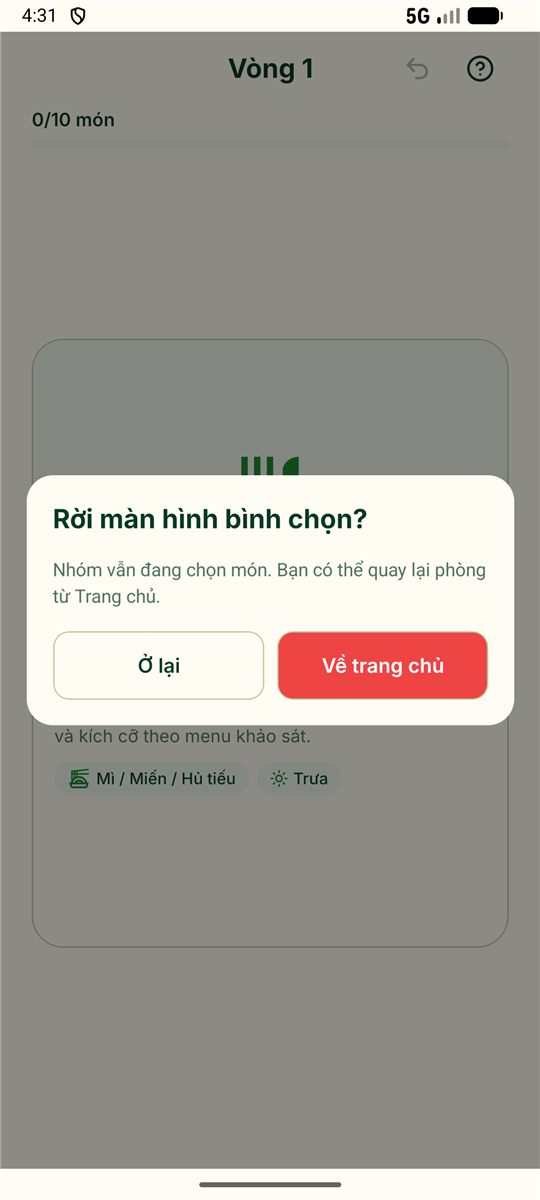 4:31
5G
Vòng 1
0/10 món
Rời màn hình bình chọn?
Nhóm vẫn đang chọn món. Bạn có thể quay lại phòng
từ Trang chủ.
Ở lại
Về trang chủ
và kích cỡ theo menu khảo sát.
Mì / Miến / Hủ tiếu
Trưa